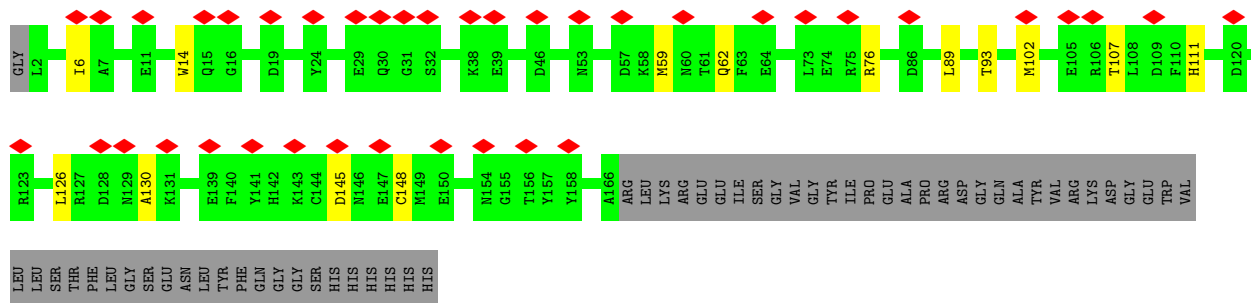 GLY L2 I6 A7 E11 W14 Q15 G16 D19 Y24 E29 Q30 G31 S32 K38 E39 D46 N53 D57 K58 M59 N60 T61 Q62 F63 E64 L73 E74 R75 R76 D86 L89 T93 M102 E105 R106 T107 L108 D109 F110 H111 D120
R123 L126 R127 D128 N129 A130 K131 E139 F140 Y141 H142 K143 C144 D145 N146 E147 C148 M149 E150 N154 G155 T156 Y157 Y158 A166 ARG LEU LYS ARG GLU GLU ILE SER GLY VAL GLY TYR ILE PRO GLU ALA PRO ARG ASP GLY GLN ALA TYR VAL ARG LYS ASP GLY GLU TRP VAL
LEU LEU SER THR PHE LEU GLY SER GLU ASN LEU TYR PHE GLN GLY GLY SER HIS HIS HIS HIS HIS HIS